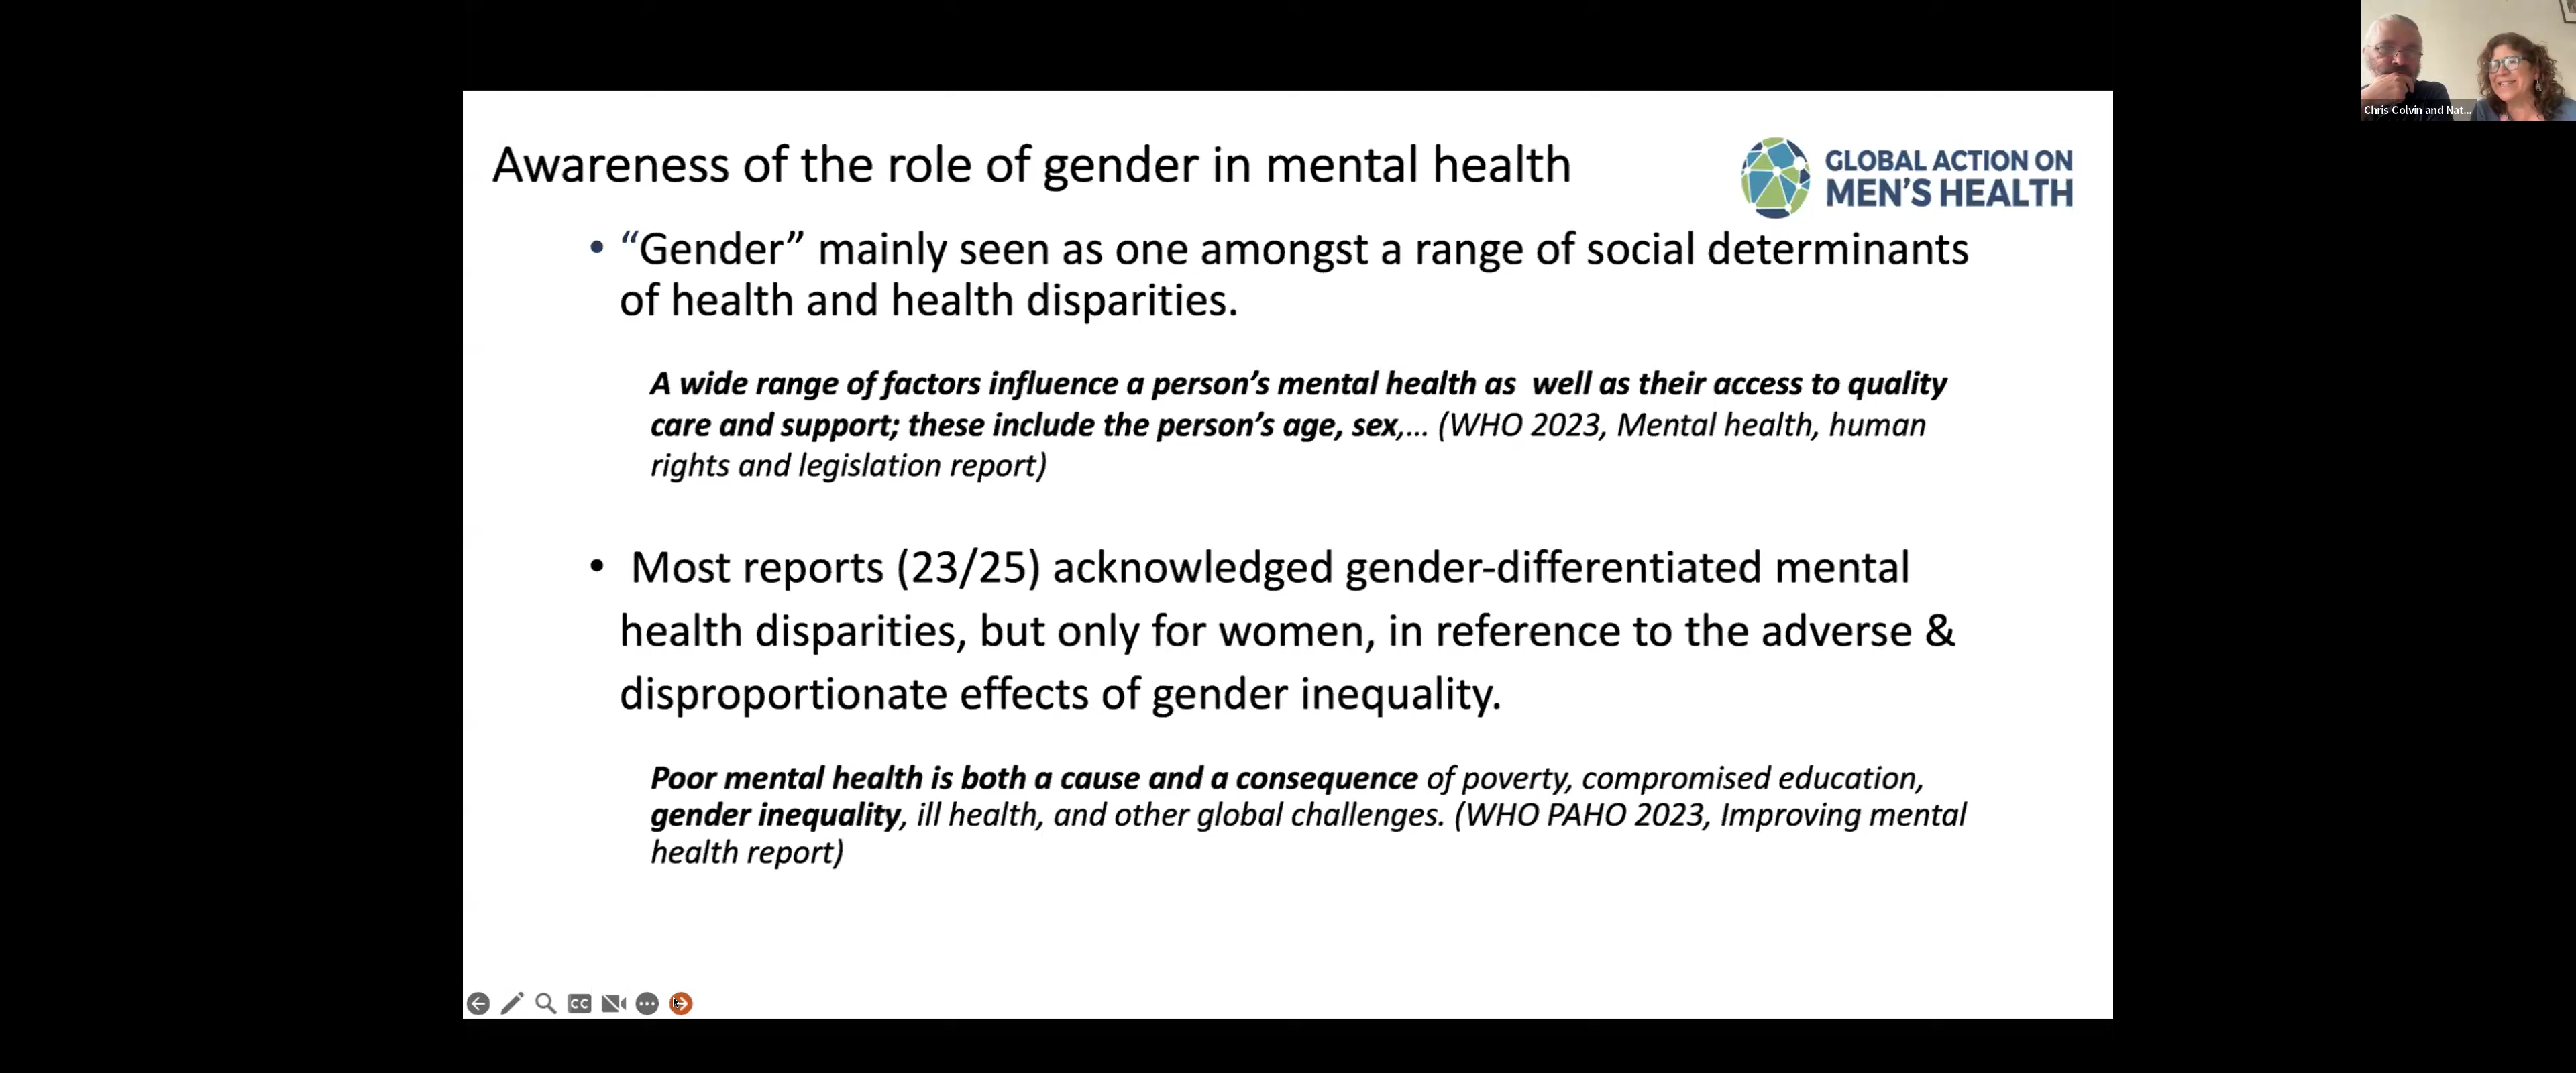 Chris Colvin and Nat...
Awareness of the role of gender in mental health
GLOBAL ACTION ON
MEN'S HEALTH
• “Gender” mainly seen as one amongst a range of social determinants
of health and health disparities.
A wide range of factors influence a person’s mental health as  well as their access to quality
care and support; these include the person’s age, sex,... (WHO 2023, Mental health, human
rights and legislation report)
• Most reports (23/25) acknowledged gender-differentiated mental
health disparities, but only for women, in reference to the adverse &
disproportionate effects of gender inequality.
Poor mental health is both a cause and a consequence of poverty, compromised education,
gender inequality, ill health, and other global challenges. (WHO PAHO 2023, Improving mental
health report)
CC